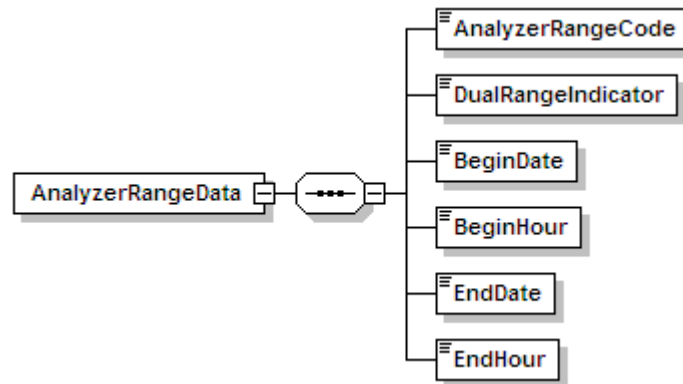 AnalyzerRangeCode
DualRangeIndicator
BeginDate
AnalyzerRangeData
BeginHour
EndDate
EndHour